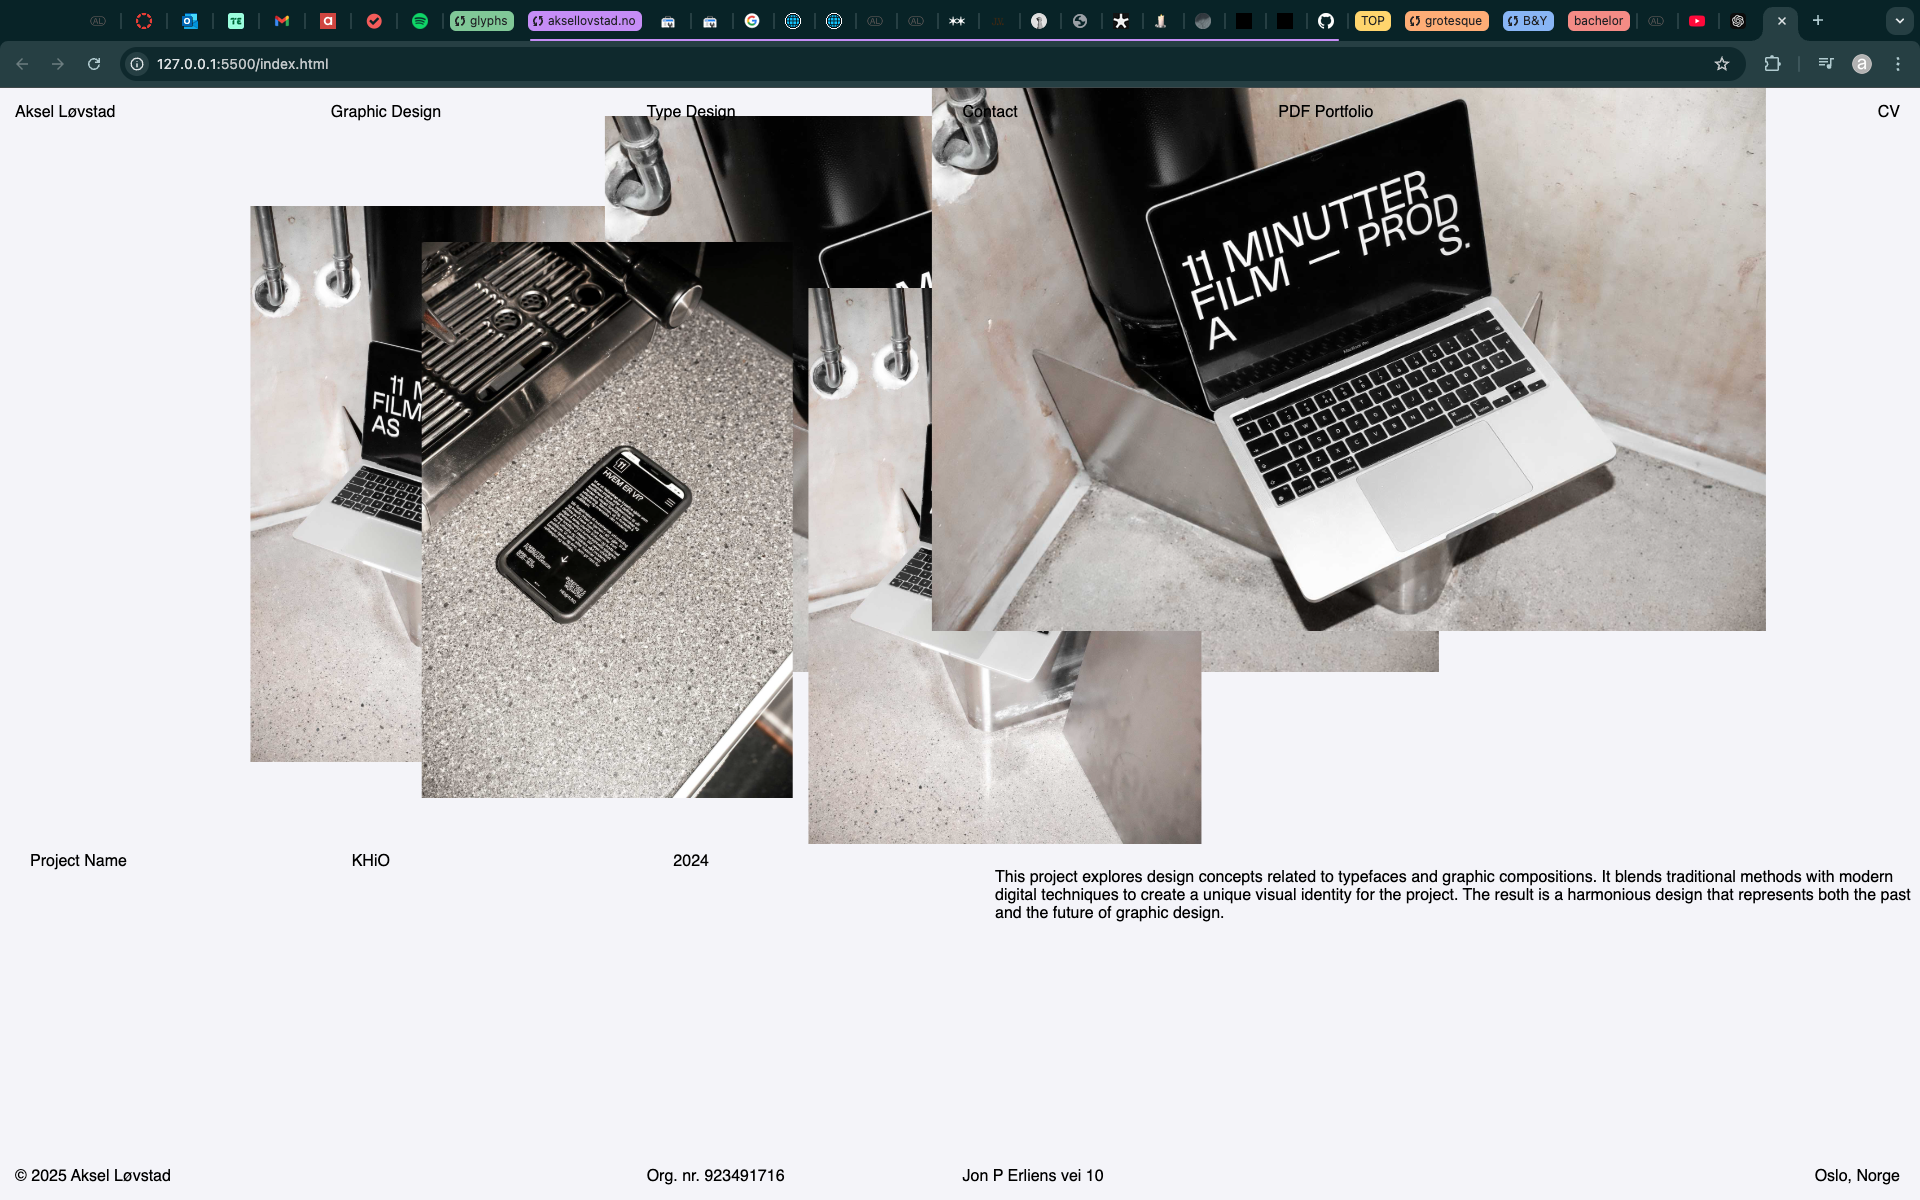 glyphs
aksellovstad.no
TOP
grotesque
B&Y
bachelor
127.0.0.1:5500/index.html
a
Aksel Løvstad
Graphic Design
Type Design
Contact
PDF Portfolio
CV
11 MINUTTER
FILM — PROD
S.
A
11 M
FILM
AS
11
HVEM ER VI?
Project Name
KHiO
2024
This project explores design concepts related to typefaces and graphic compositions. It blends traditional methods with modern
digital techniques to create a unique visual identity for the project. The result is a harmonious design that represents both the past
and the future of graphic design.
© 2025 Aksel Løvstad
Org. nr. 923491716
Jon P Erliens vei 10
Oslo, Norge